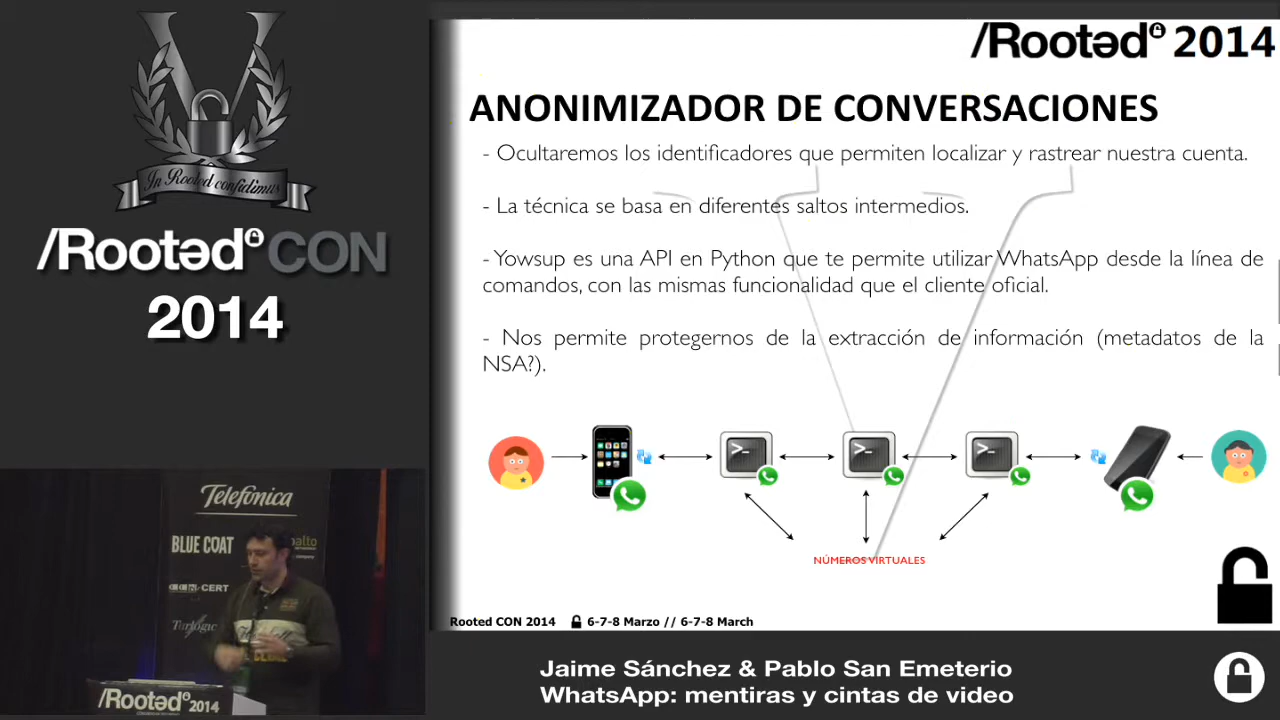 In Rooted confidimus
/Rootəd CON
2014
/Rootəd 2014
ANONIMIZADOR DE CONVERSACIONES
- Ocultaremos los identificadores que permiten localizar y rastrear nuestra cuenta.
- La técnica se basa en diferentes saltos intermedios.
- Yowsup es una API en Python que te permite utilizar WhatsApp desde la línea de
comandos, con las mismas funcionalidad que el cliente oficial.
- Nos permite protegernos de la extracción de información (metadatos de la
NSA?).
>_
>_
>_
NÚMEROS VIRTUALES
Rooted CON 2014 6-7-8 Marzo // 6-7-8 March
Telefónica
BLUE COAT
CERT
Tarlogic
/Rootəd 2014
Jaime Sánchez & Pablo San Emeterio
WhatsApp: mentiras y cintas de video